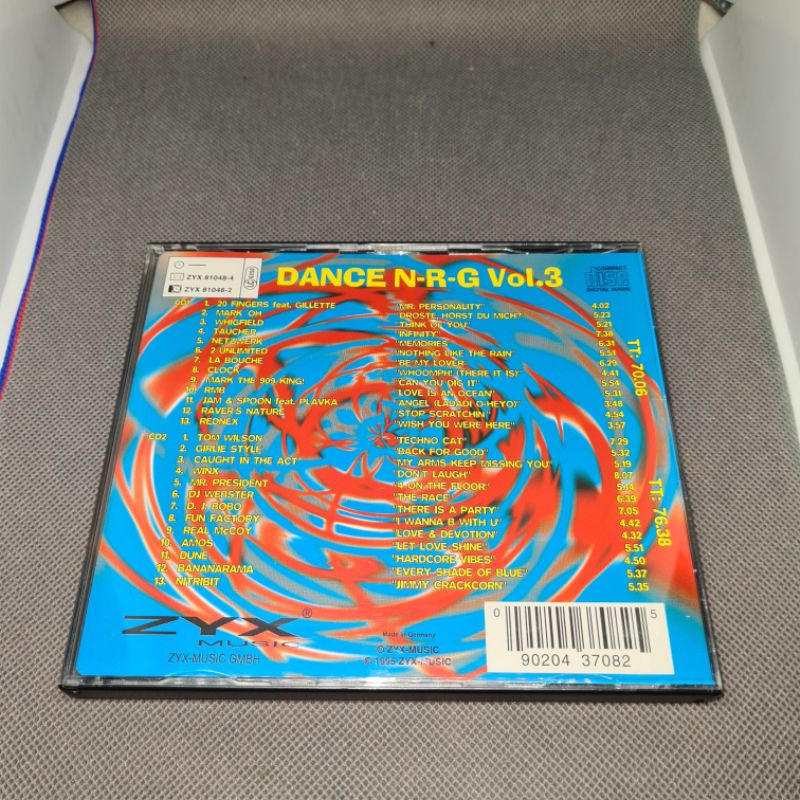 ZYX 81048-4
ZYX 81048-2
DANCE N-R-G Vol.3
COMPACT
disc
DIGITAL AUDIO
CD1 1. 20 FINGERS feat. GILLETTE "MR. PERSONALITY" 4.02
2. MARK OH DROSTE, HÖRST DU MICH? 5.23
3. WHIGFIELD "THINK OF YOU" 5.21
4. TAUCHER "INFINITY" 7.38
5. NETZWERK "MEMORIES" 6.31
6. 2 UNLIMITED "NOTHING LIKE THE RAIN" 5.51
7. LA BOUCHE "BE MY LOVER" 6.29
8. CLOCK "WHOOMPH! (THERE IT IS)" 4.41
9. MARK THE 909 KING! "CAN YOU DIG IT" 5.54
10. RMB "LOVE IS AN OCEAN" 5.31
11. JAM & SPOON feat. PLAVKA "ANGEL (LADADI O-HEYO)" 3.48
12. RAVER'S NATURE "STOP SCRATCHIN" 4.54
13. REDNEX "WISH YOU WERE HERE" 3.57
TT: 70.06
CD2 1. TOM WILSON "TECHNO CAT" 7.29
2. GIRLIE STYLE "BACK FOR GOOD" 5.32
3. CAUGHT IN THE ACT "MY ARMS KEEP MISSING YOU" 5.19
4. WINX "DON'T LAUGH" 8.07
5. MR. PRESIDENT "4 ON THE FLOOR" 5.14
6. DJ WEBSTER "THE RACE" 6.39
7. D.J. BOBO "THERE IS A PARTY" 7.05
8. FUN FACTORY "I WANNA B WITH U" 4.42
9. REAL McCOY "LOVE & DEVOTION" 4.32
10. AMOS "LET LOVE SHINE" 5.51
11. DUNE "HARDCORE VIBES" 4.50
12. BANANARAMA "EVERY SHADE OF BLUE" 5.37
13. NITRIBIT "JIMMY CRACKCORN" 5.35
TT: 76.38
ZYX®
MUSIC
ZYX-MUSIC GMBH
Made in Germany
© ZYX-MUSIC
© 1995 ZYX-MUSIC
0 90204 37082 5